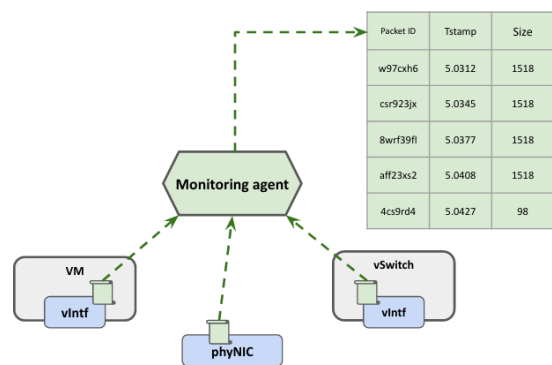 Packet ID Tstamp Size
w97cxh6 5.0312 1518
csr923jx 5.0345 1518
8wrf39fl 5.0377 1518
aff23xs2 5.0408 1518
4cs9rd4 5.0427 98
Monitoring agent
VM
vIntf
phyNIC
vSwitch
vIntf